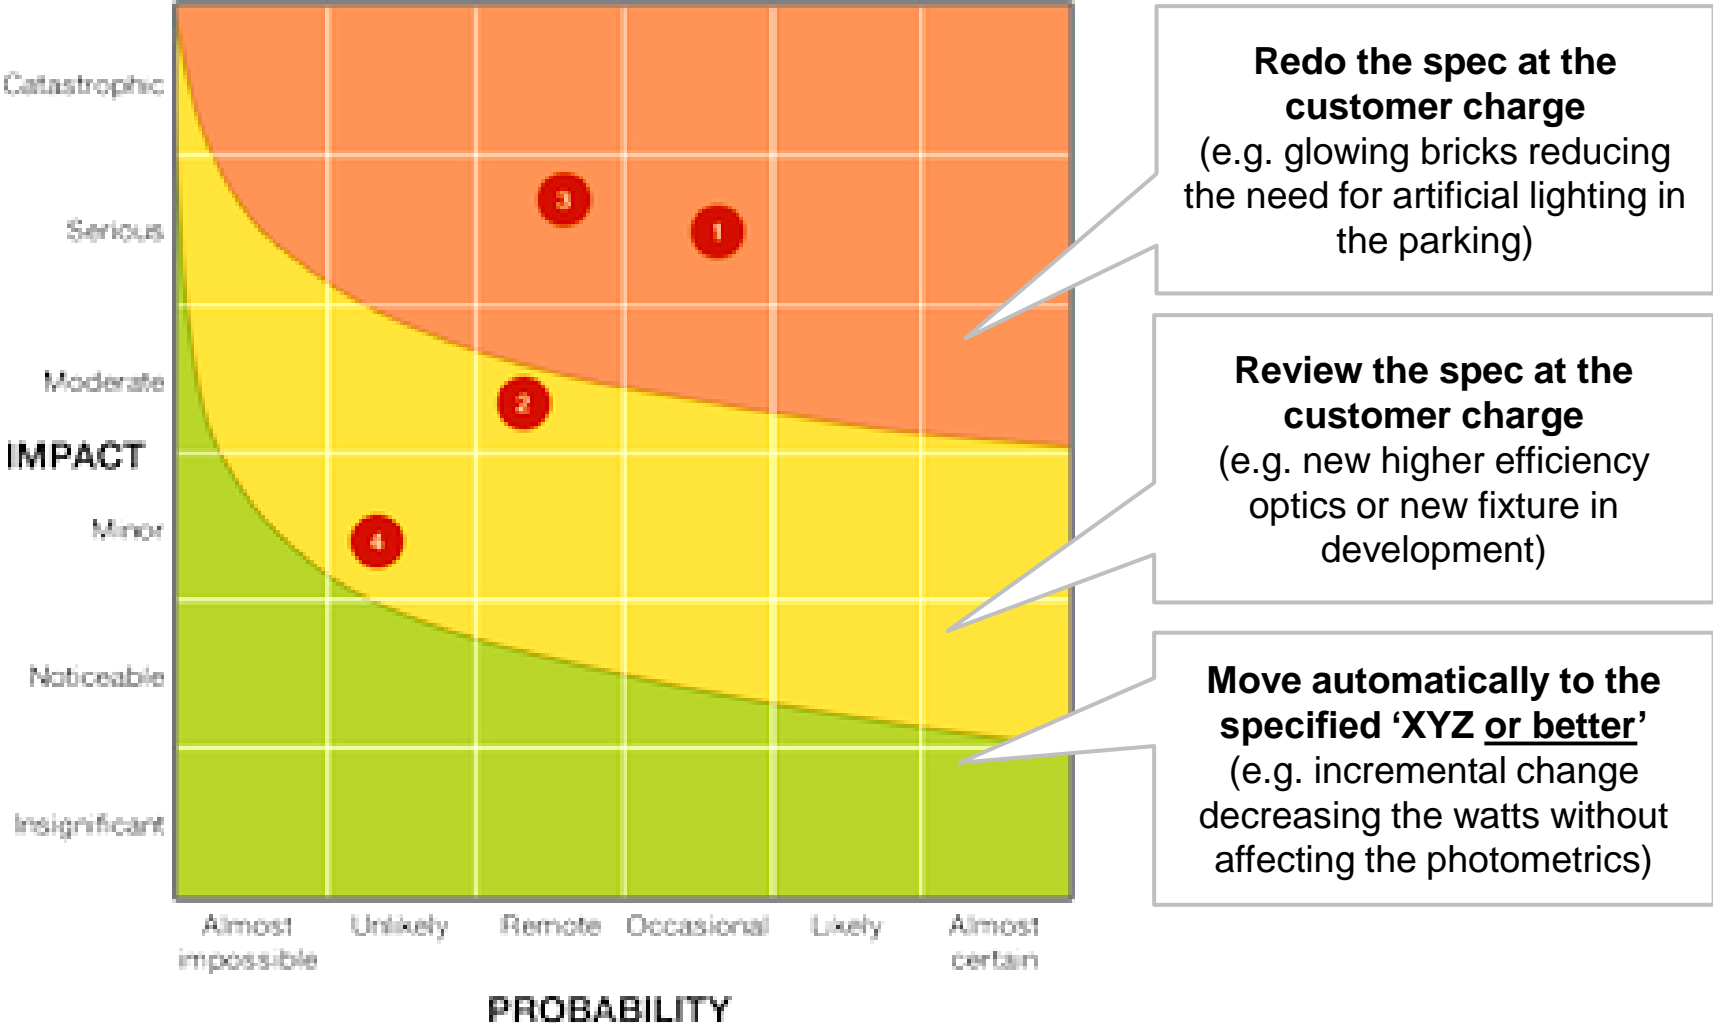 Catastrophic
Serious
Moderate
IMPACT
Minor
Noticeable
Insignificant
3
1
2
4
Almost
impossible
Unlikely
Remote
Occasional
Likely
Almost
certain
PROBABILITY
Redo the spec at the
customer charge
(e.g. glowing bricks reducing
the need for artificial lighting in
the parking)
Review the spec at the
customer charge
(e.g. new higher efficiency
optics or new fixture in
development)
Move automatically to the
specified ‘XYZ or better’
(e.g. incremental change
decreasing the watts without
affecting the photometrics)